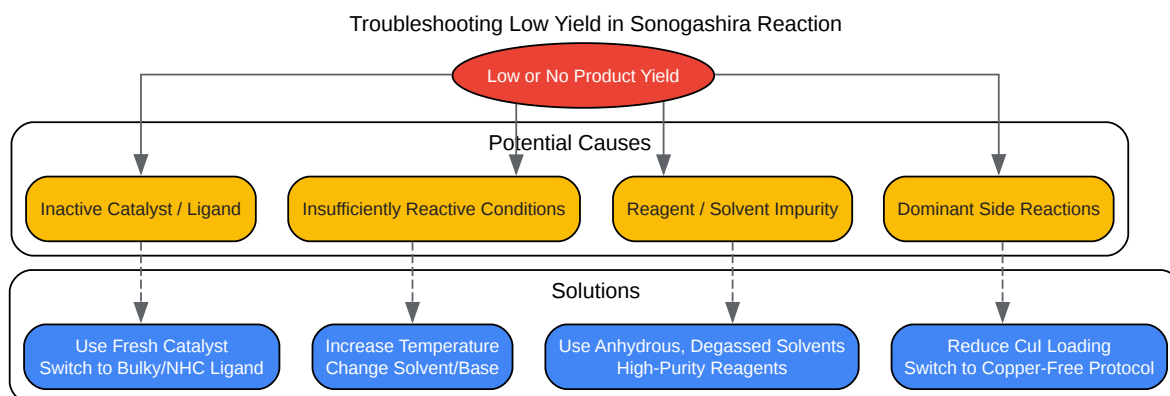 Troubleshooting Low Yield in Sonogashira Reaction
Low or No Product Yield
Potential Causes
Inactive Catalyst / Ligand
Insufficiently Reactive Conditions
Reagent / Solvent Impurity
Dominant Side Reactions
Solutions
Use Fresh Catalyst
Switch to Bulky/NHC Ligand
Increase Temperature
Change Solvent/Base
Use Anhydrous, Degassed Solvents
High-Purity Reagents
Reduce CuI Loading
Switch to Copper-Free Protocol